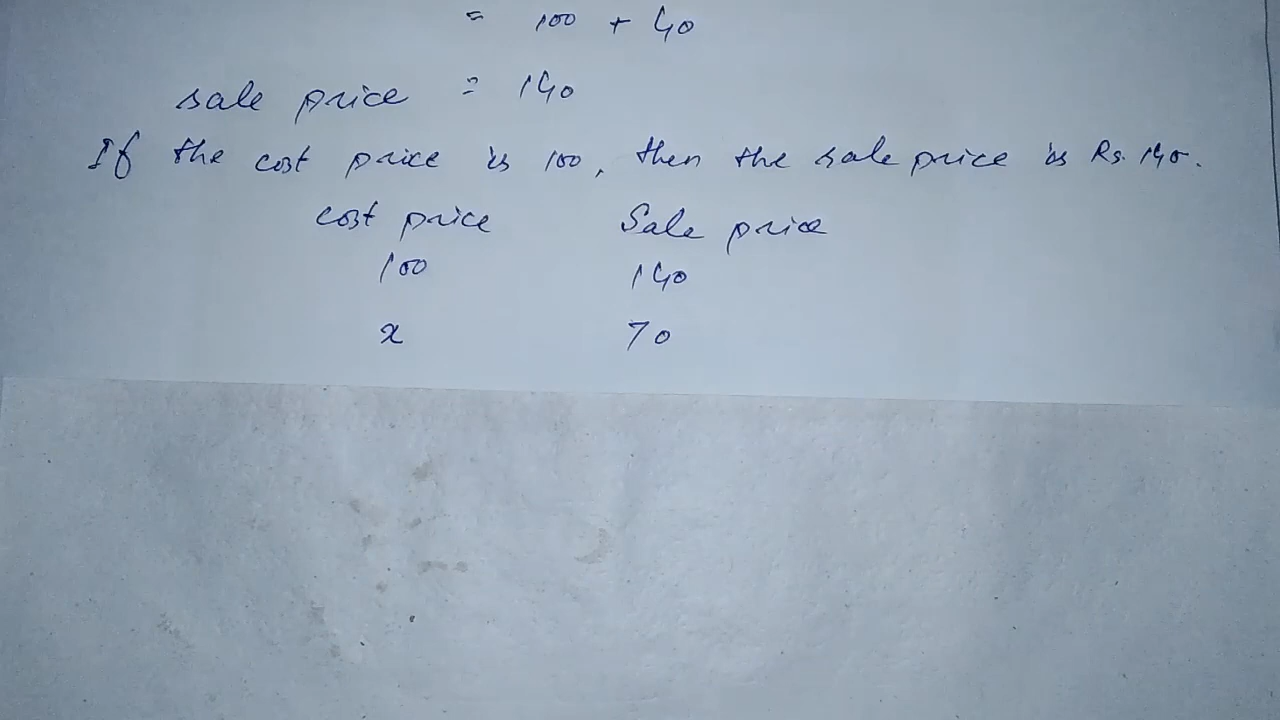 = 100 + 40
sale price = 140
If the cost price is 100, then the sale price is Rs. 140.
cost price Sale price
100 140
x 70